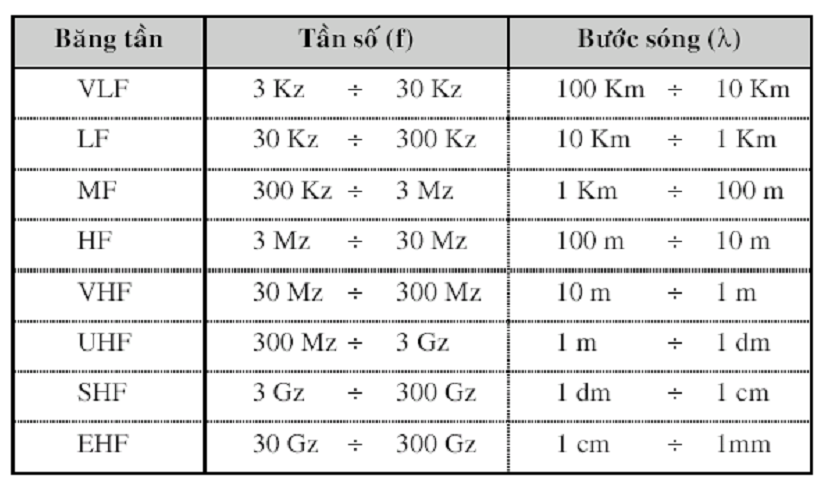 Băng tần Tần số (f) Bước sóng (λ)
VLF 3 Kz ÷ 30 Kz 100 Km ÷ 10 Km
LF 30 Kz ÷ 300 Kz 10 Km ÷ 1 Km
MF 300 Kz ÷ 3 Mz 1 Km ÷ 100 m
HF 3 Mz ÷ 30 Mz 100 m ÷ 10 m
VHF 30 Mz ÷ 300 Mz 10 m ÷ 1 m
UHF 300 Mz ÷ 3 Gz 1 m ÷ 1 dm
SHF 3 Gz ÷ 300 Gz 1 dm ÷ 1 cm
EHF 30 Gz ÷ 300 Gz 1 cm ÷ 1mm